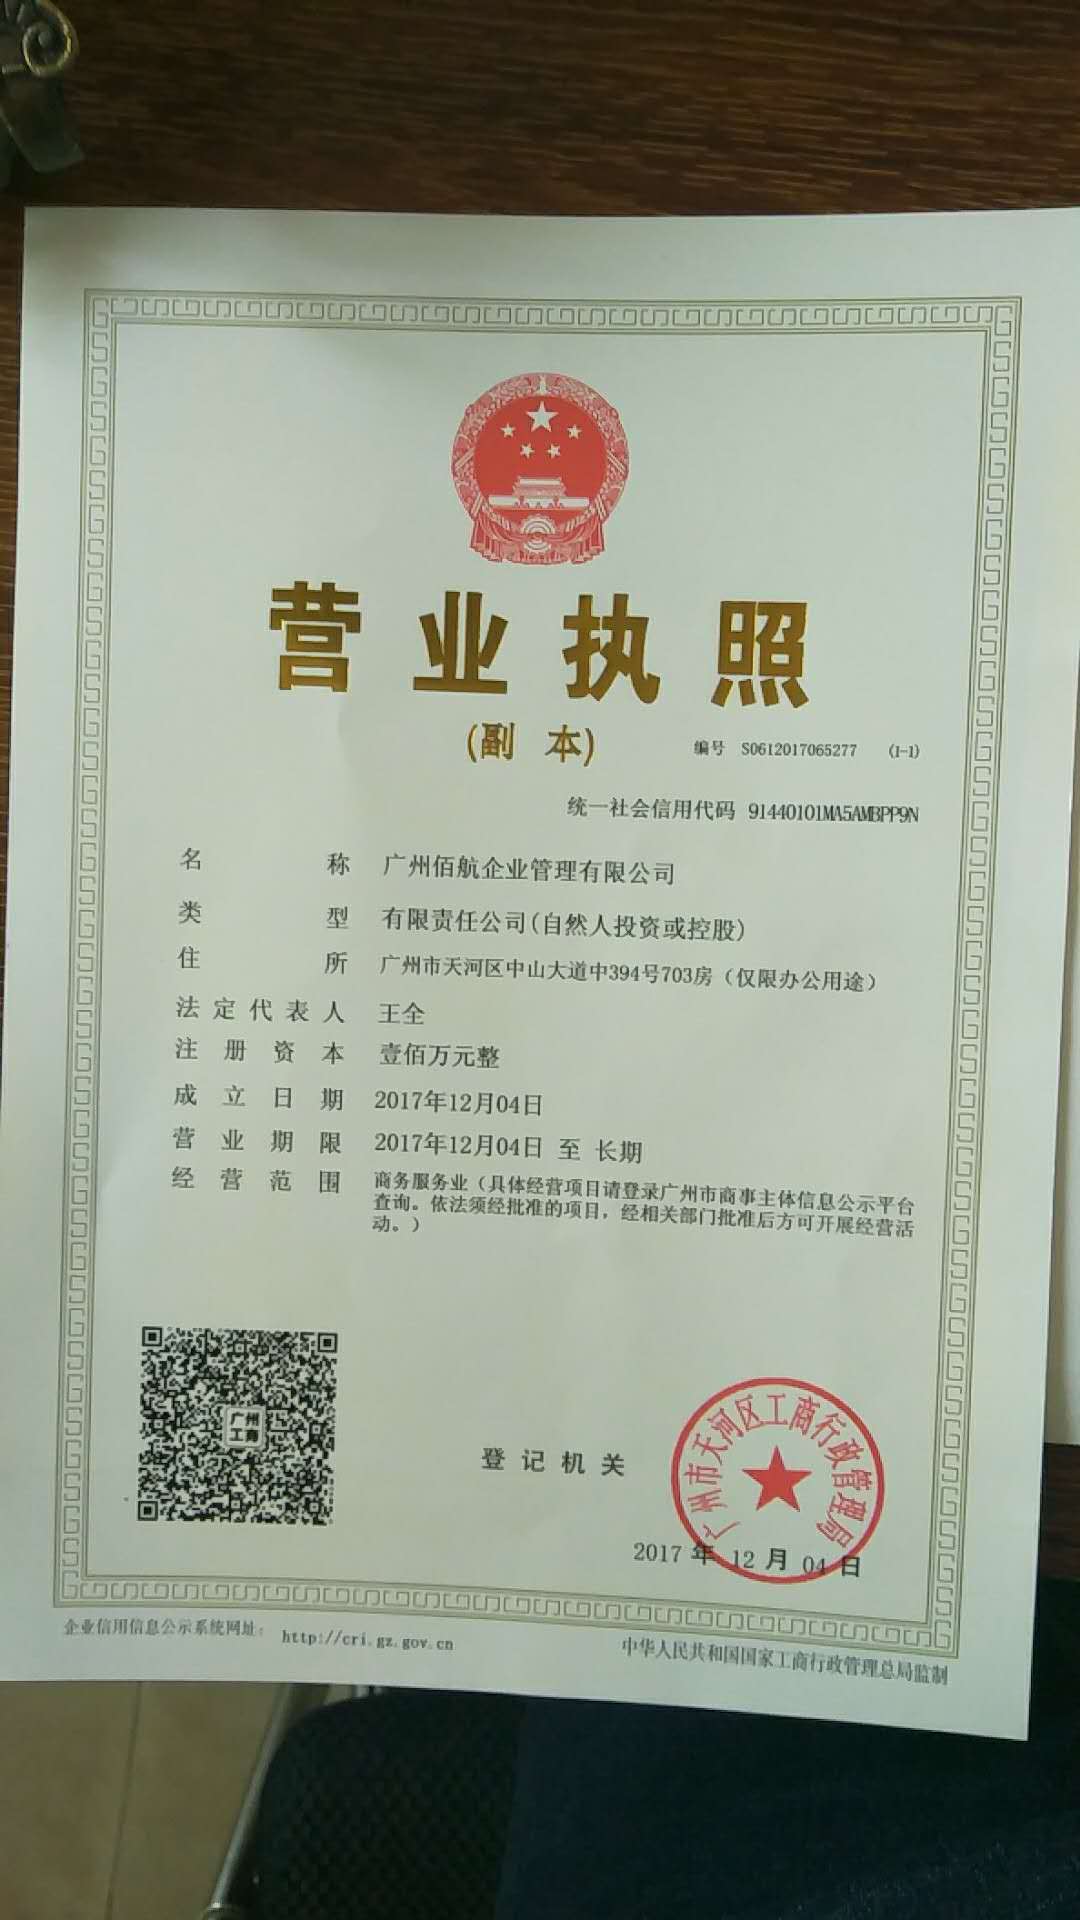 营业执照
(副 本)
编号 S0612017065277 (1-1)
统一社会信用代码 91440101MA5AMBPP9N
名称 广州佰航企业管理有限公司
类型 有限责任公司(自然人投资或控股)
住所 广州市天河区中山大道中394号703房（仅限办公用途）
法定代表人 王全
注册资本 壹佰万元整
成立日期 2017年12月04日
营业期限 2017年12月04日 至 长期
经营范围 商务服务业（具体经营项目请登录广州市商事主体信息公示平台
查询。依法须经批准的项目，经相关部门批准后方可开展经营活
动。）
广州
工商
登记机关
广州市天河区工商行政管理局
2017 年 12 月 04 日
企业信用信息公示系统网址： http://cri.gz.gov.cn
中华人民共和国国家工商行政管理总局监制